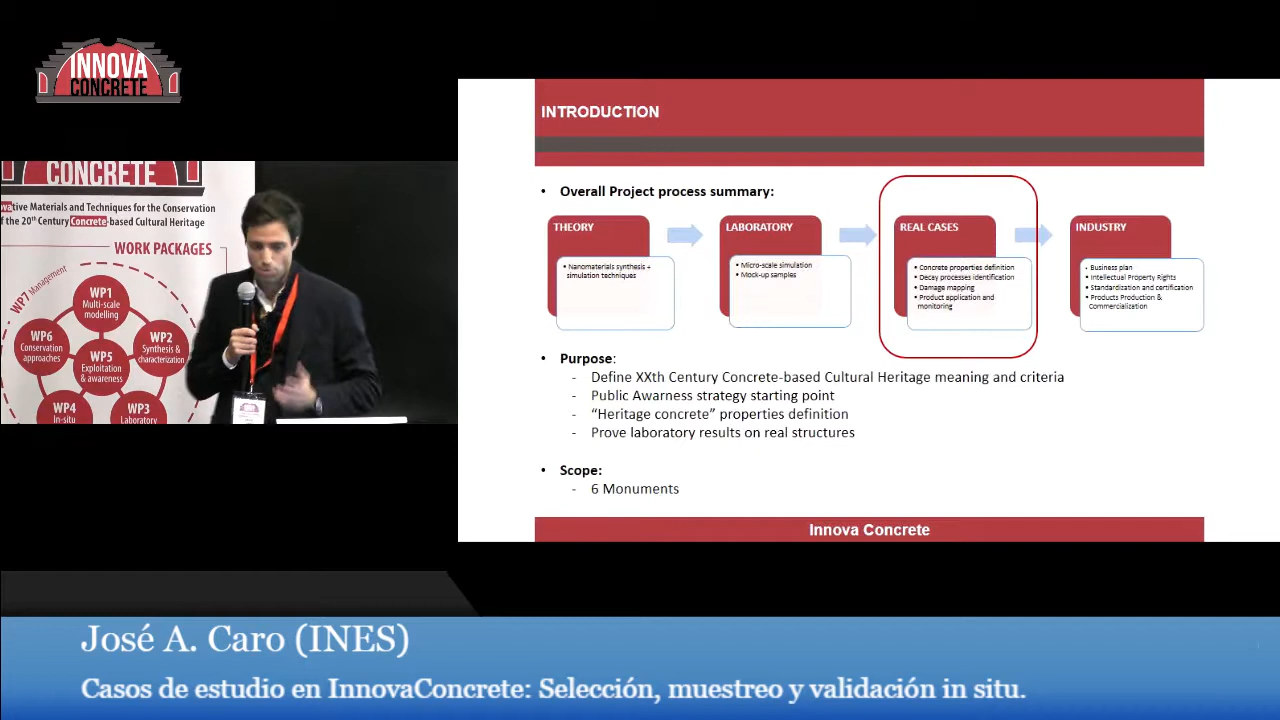 INNOVA
CONCRETE
CONCRETE
tive Materials and Techniques for the Conservation
f the 20th Century Concrete-based Cultural Heritage
WORK PACKAGES
WP7 Management
WP1
Multi-scale
modelling
WP6
Conservation
approaches
WP2
Synthesis &
characterization
WP5
Exploitation
& awareness
WP4
In-situ
WP3
Laboratory
INTRODUCTION
• Overall Project process summary:
THEORY
• Nanomaterials synthesis +
simulation techniques
LABORATORY
• Micro-scale simulation
• Mock-up samples
REAL CASES
• Concrete properties definition
• Decay processes identification
• Damage mapping
• Product application and
monitoring
INDUSTRY
• Business plan
• Intellectual Property Rights
• Standardization and certification
• Products Production &
Commercialization
• Purpose:
- Define XXth Century Concrete-based Cultural Heritage meaning and criteria
- Public Awarness strategy starting point
- “Heritage concrete” properties definition
- Prove laboratory results on real structures
• Scope:
- 6 Monuments
Innova Concrete
José A. Caro (INES)
Casos de estudio en InnovaConcrete: Selección, muestreo y validación in situ.